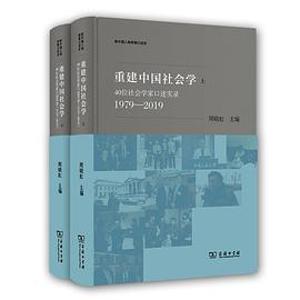 重建中国社会学 上
40位社会学家口述实录
1979—2019
周晓虹 主编
商务印书馆
重建中国社会学
周晓虹 主编